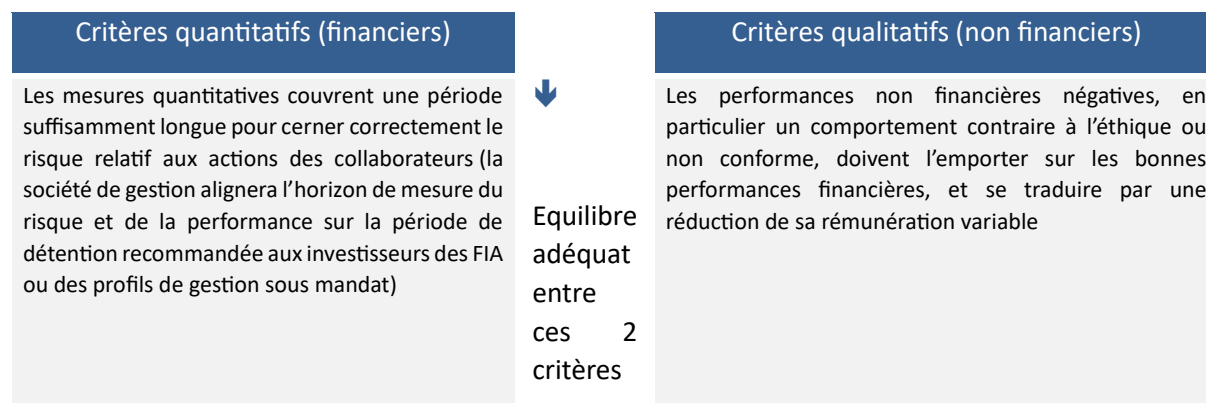 Critères quantitatifs (financiers)
Les mesures quantitatives couvrent une période
suffisamment longue pour cerner correctement le
risque relatif aux actions des collaborateurs (la
société de gestion alignera l’horizon de mesure du
risque et de la performance sur la période de
détention recommandée aux investisseurs des FIA
ou des profils de gestion sous mandat)
Equilibre
adéquat
entre
ces 2
critères
Critères qualitatifs (non financiers)
Les performances non financières négatives, en
particulier un comportement contraire à l’éthique ou
non conforme, doivent l’emporter sur les bonnes
performances financières, et se traduire par une
réduction de sa rémunération variable